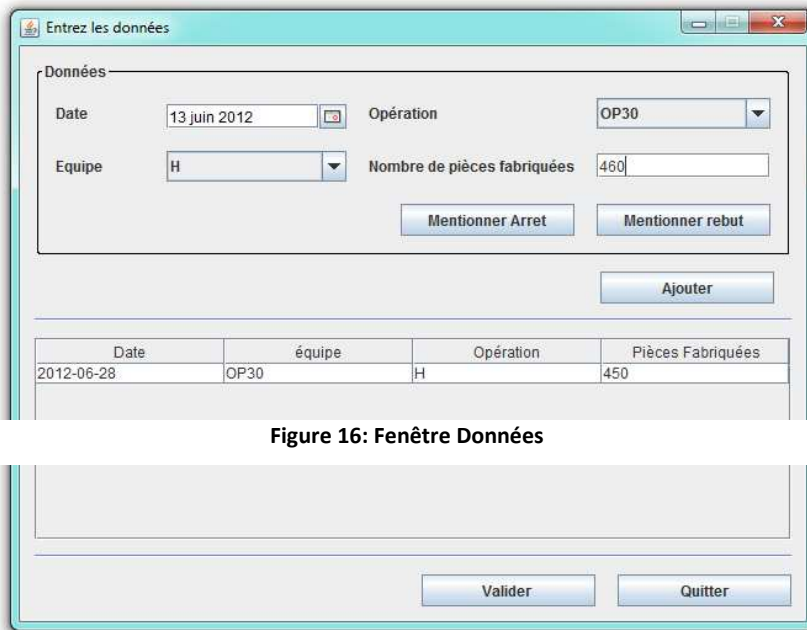 Entrez les données
Données
Date 13 juin 2012 Opération OP30
Equipe H Nombre de pièces fabriquées 460
Mentionner Arret Mentionner rebut
Ajouter
Date équipe Opération Pièces Fabriquées
2012-06-28 OP30 H 450
Figure 16: Fenêtre Données
Valider Quitter